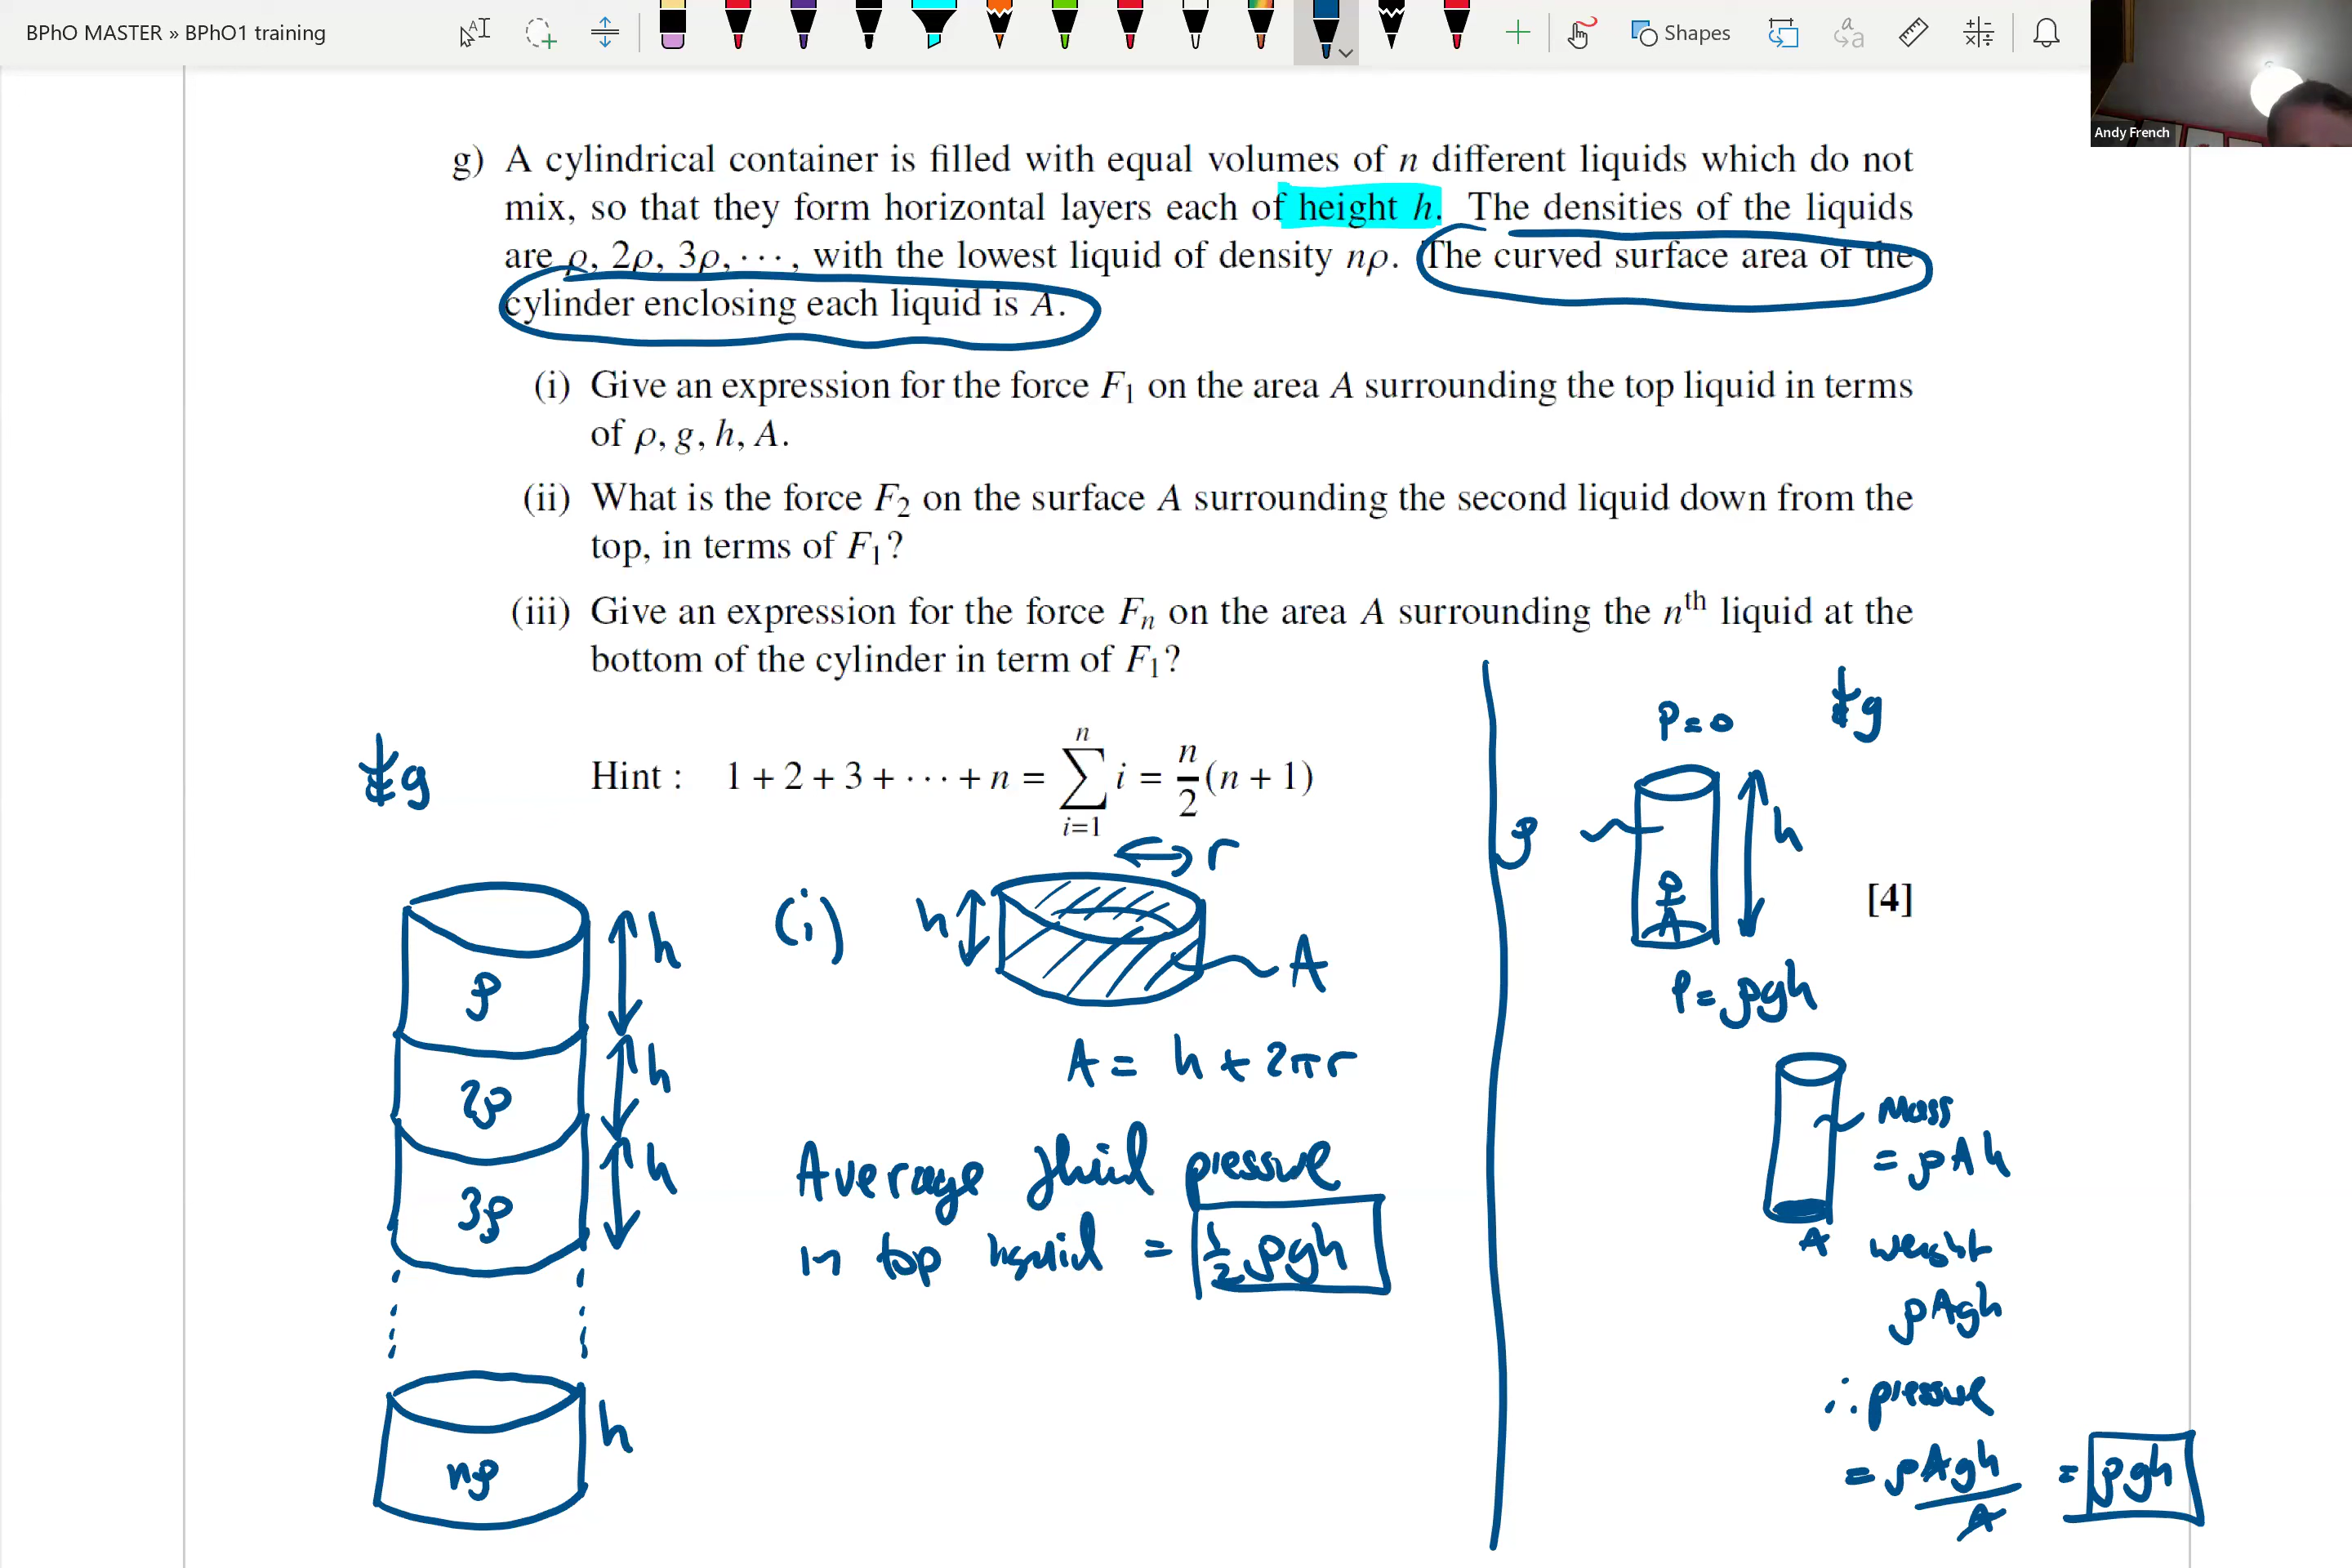 BPhO MASTER » BPhO1 training
Shapes
Andy French
g) A cylindrical container is filled with equal volumes of n different liquids which do not
mix, so that they form horizontal layers each of height h. The densities of the liquids
are ρ, 2ρ, 3ρ, ⋯, with the lowest liquid of density nρ. The curved surface area of the
cylinder enclosing each liquid is A.
(i) Give an expression for the force F₁ on the area A surrounding the top liquid in terms
of ρ, g, h, A.
(ii) What is the force F₂ on the surface A surrounding the second liquid down from the
top, in terms of F₁?
(iii) Give an expression for the force Fₙ on the area A surrounding the nᵗʰ liquid at the
bottom of the cylinder in term of F₁?
Hint : 1 + 2 + 3 + ⋯ + n = ∑ᵢ₌₁ⁿ i = n/2 (n + 1)
[4]
g
ρ
h
2ρ
h
3ρ
h
nρ
h
(i)
h
r
A
A = h + 2πr
Average fluid pressure
in top liquid = ½ρgh
P=0
g
ρ
h
A
P = ρgh
Mass
= ρAh
A
weight
ρAgh
∴ pressure
= ρAgh/A = ρgh